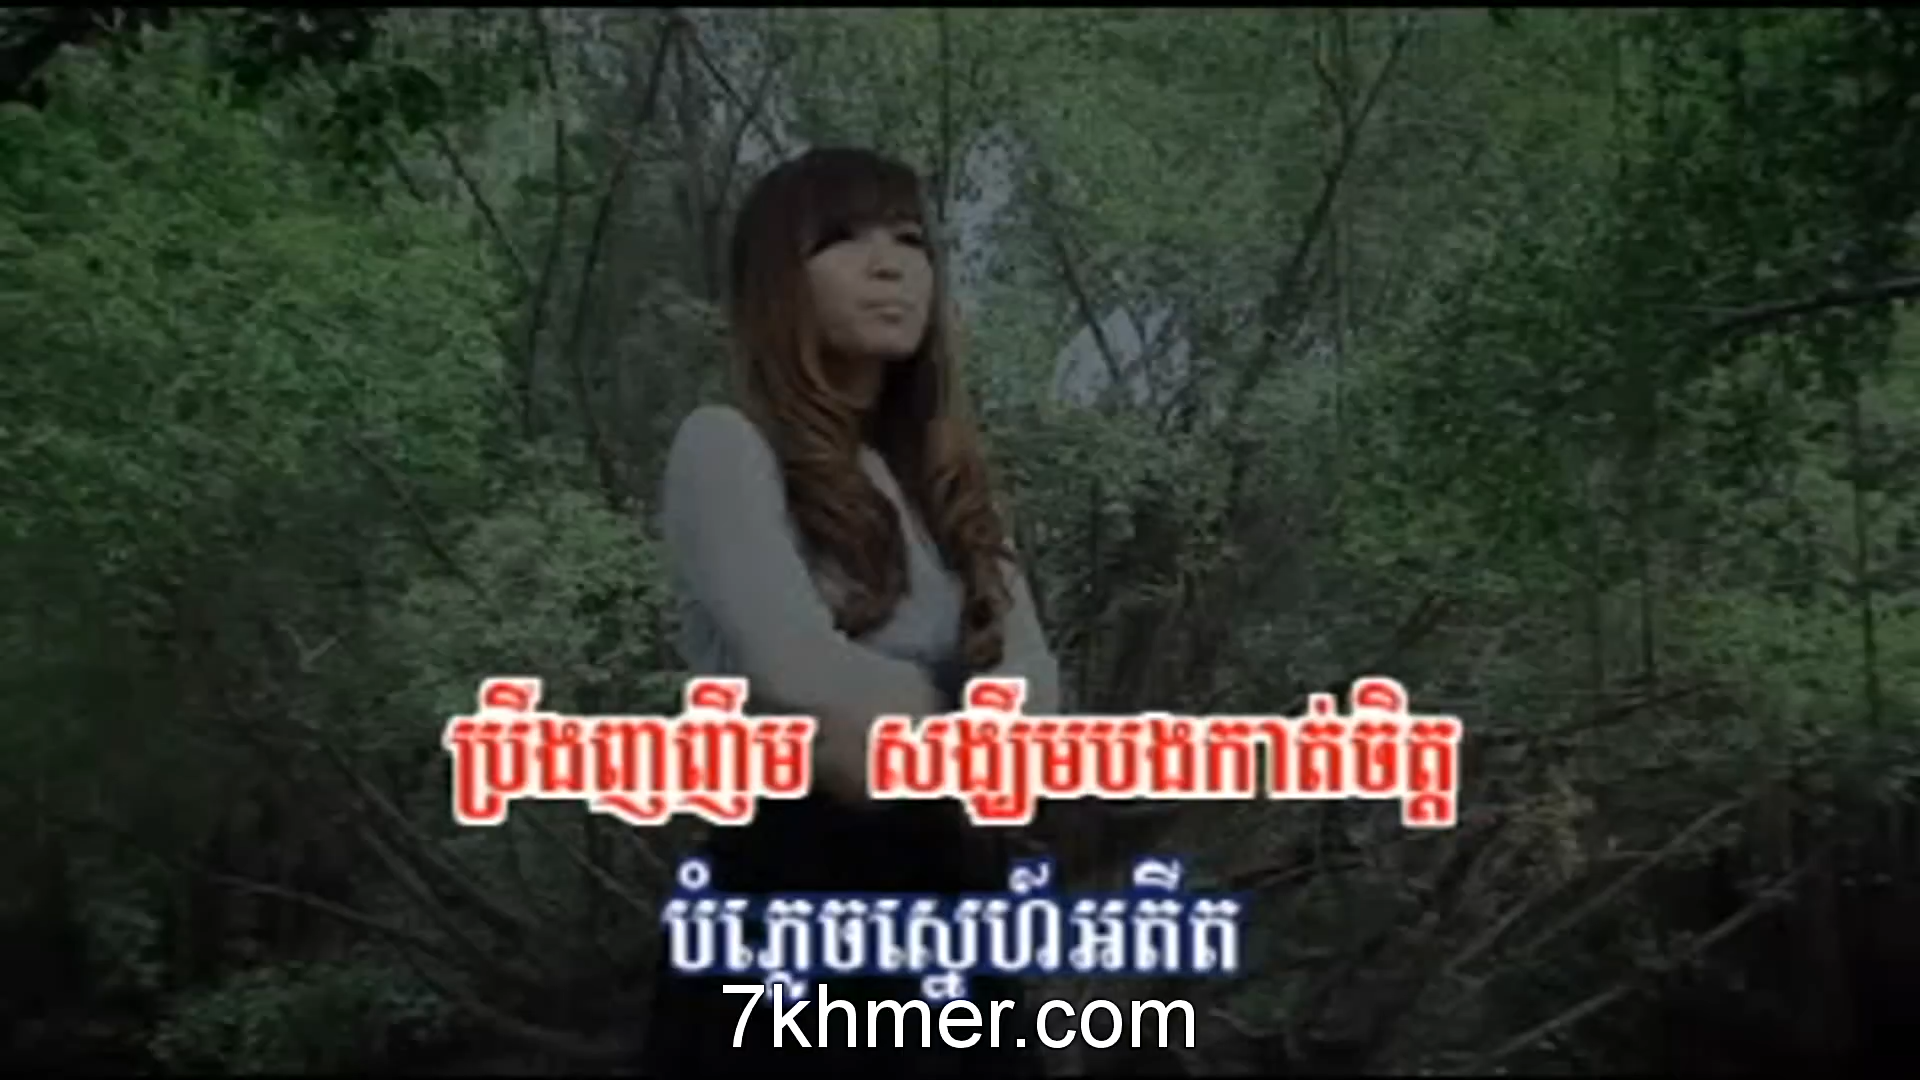 ប្រឹងញញឹម សង្ឃឹមបងកាត់ចិត្ត
បំភ្លេចស្នេហ៍អតីត
7khmer.com